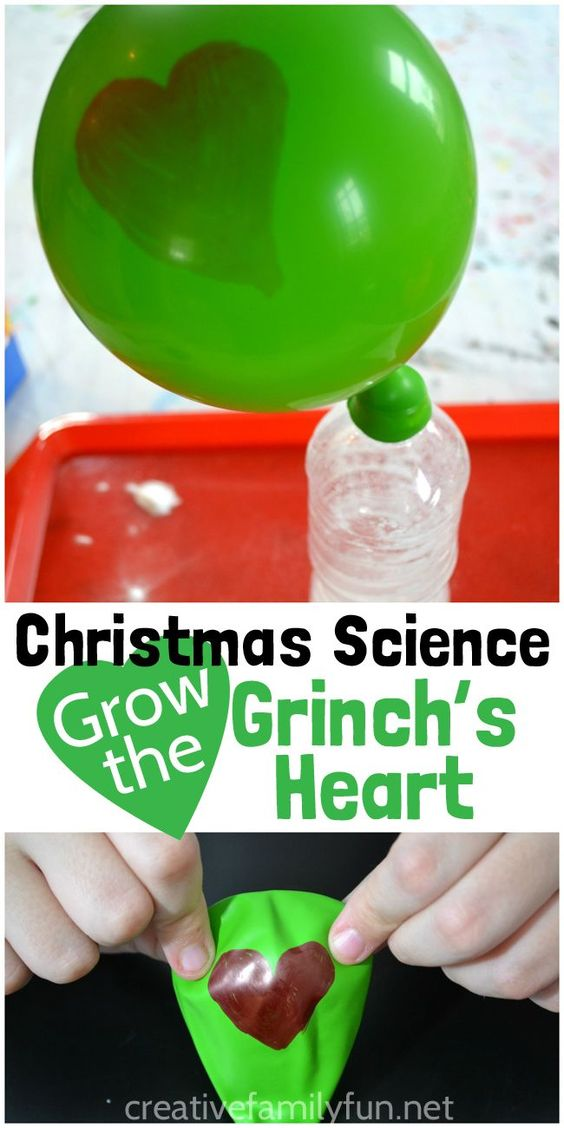 Christmas Science
Grow
the
Grinch's
Heart
creativefamilyfun.net